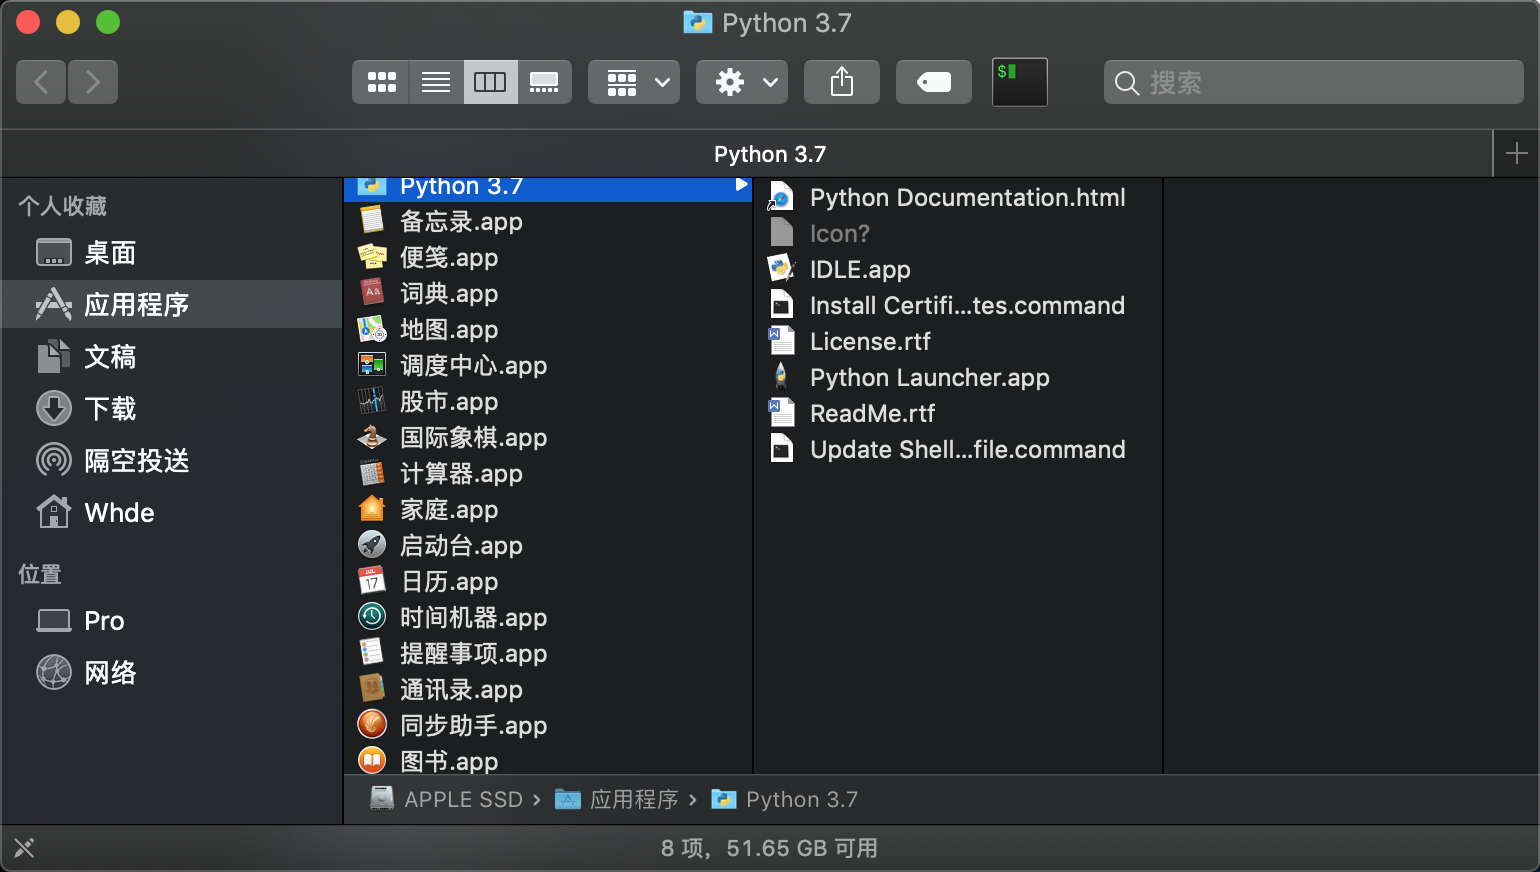 Python 3.7
$
搜索
Python 3.7
个人收藏
桌面
应用程序
文稿
下载
隔空投送
Whde
位置
Pro
网络
Python 3.7
备忘录.app
便笺.app
词典.app
地图.app
调度中心.app
股市.app
国际象棋.app
计算器.app
家庭.app
启动台.app
日历.app
时间机器.app
提醒事项.app
通讯录.app
同步助手.app
图书.app
Python Documentation.html
Icon?
IDLE.app
Install Certifi...tes.command
License.rtf
Python Launcher.app
ReadMe.rtf
Update Shell...file.command
APPLE SSD › 应用程序 › Python 3.7
8 项，51.65 GB 可用